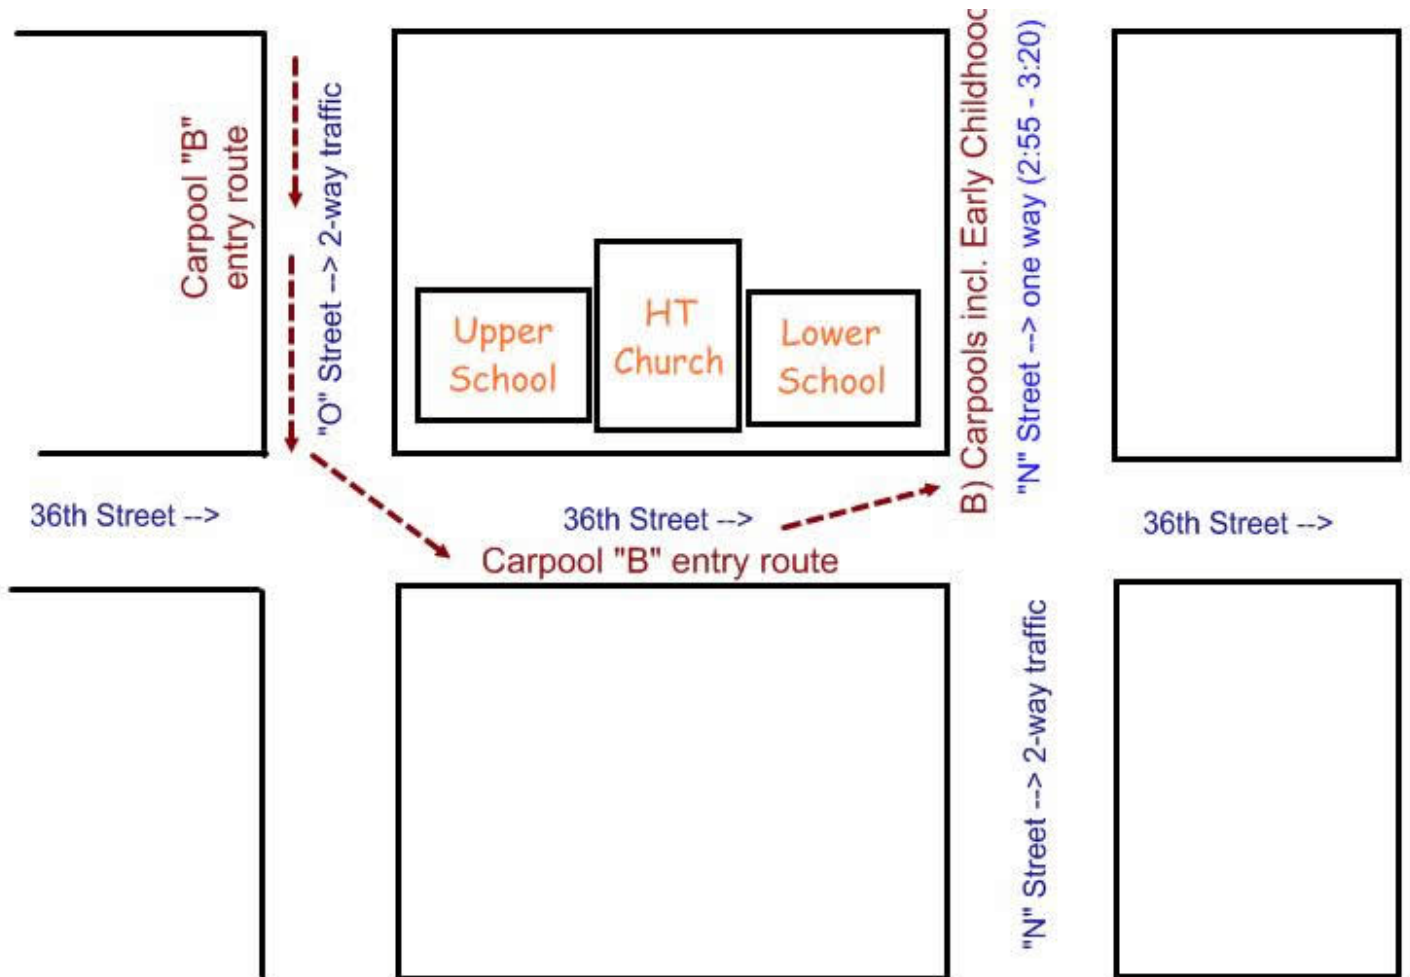 Carpool "B"
entry route
"O" Street --> 2-way traffic
Upper
School
HT
Church
Lower
School
B) Carpools incl. Early Childhood
"N" Street --> one way (2:55 - 3:20)
36th Street -->
36th Street -->
36th Street -->
Carpool "B" entry route
"N" Street --> 2-way traffic